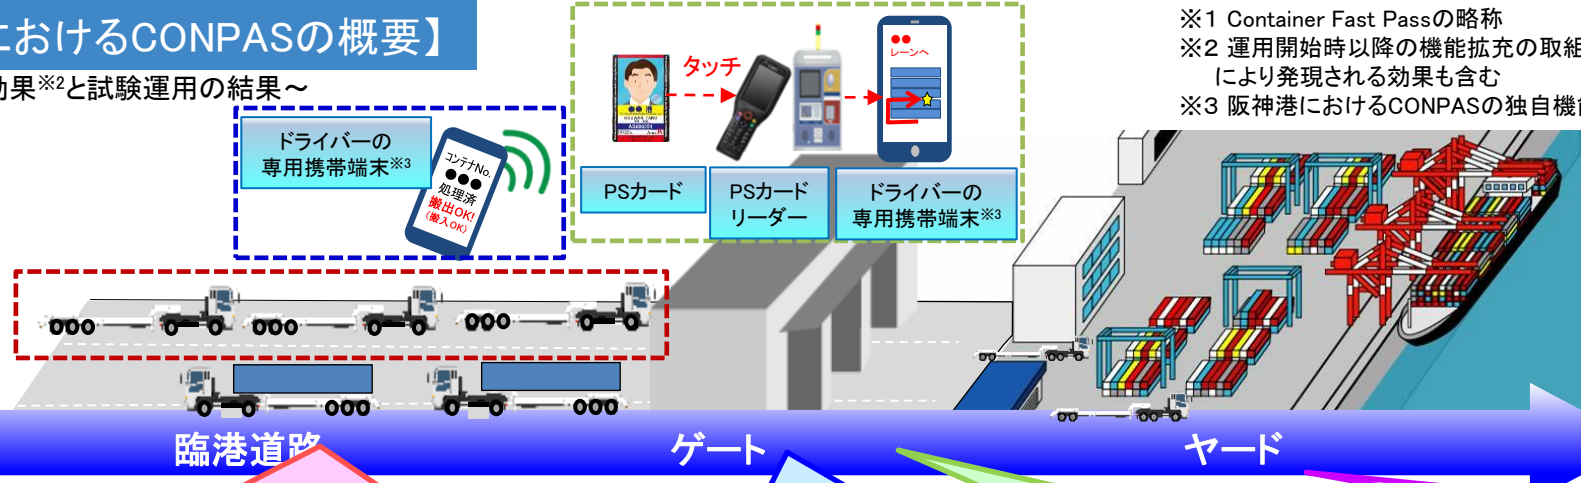 におけるCONPASの概要】
効果※2と試験運用の結果～
※1 Container Fast Passの略称
※2 運用開始時以降の機能拡充の取組
により発現される効果も含む
※3 阪神港におけるCONPASの独自機
ドライバーの
専用携帯端末※3
コンテナNo.
●●●
処理済
搬出OK!
(搬入OK)
タッチ
●●
レーンへ
PSカード
PSカード
リーダー
ドライバーの
専用携帯端末※3
臨港道路
ゲート
ヤード